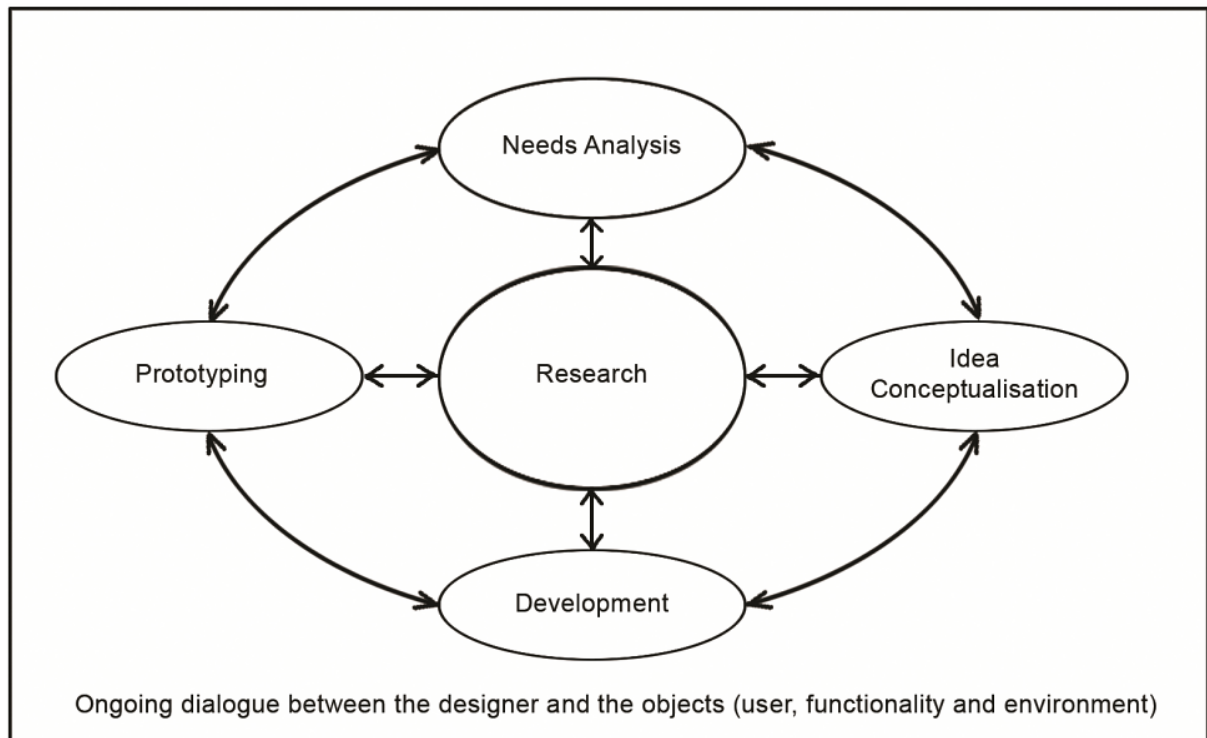 Needs Analysis
Prototyping
Research
Idea
Conceptualisation
Development
Ongoing dialogue between the designer and the objects (user, functionality and environment)